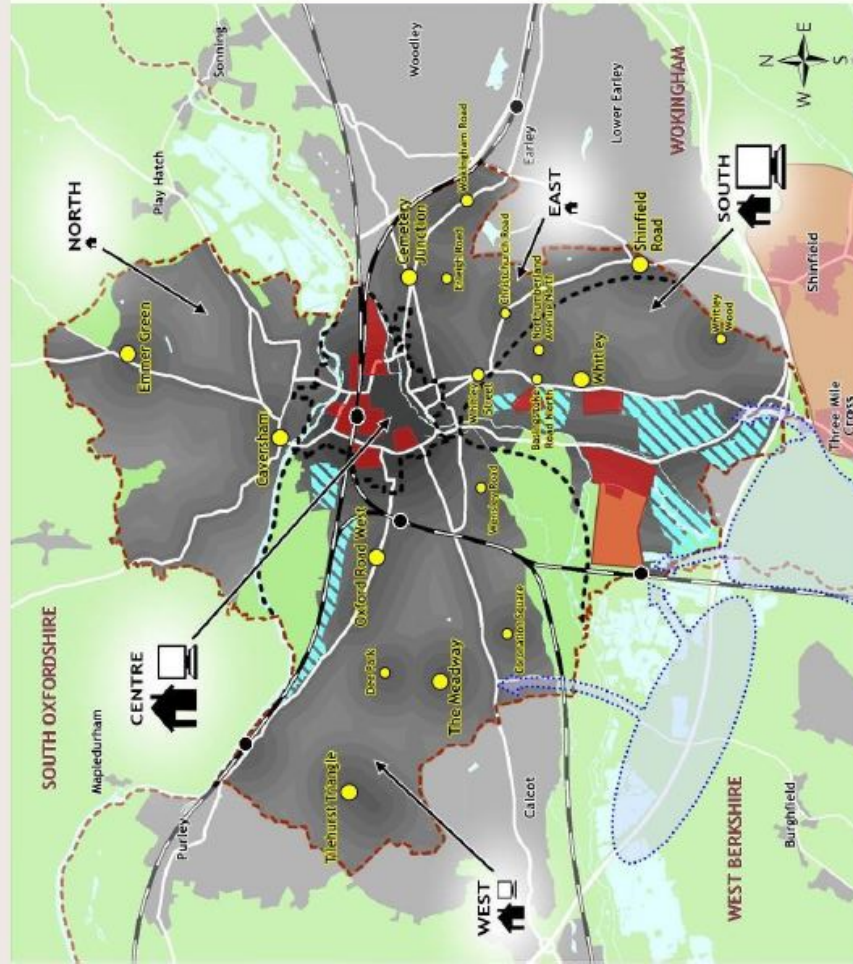 SOUTH OXFORDSHIRE
Mapledurham
Purley
NORTH
Play Hatch
Sonning
Woodley
Emmer Green
Caversham
CENTRE
Cemetery
Junction
Wokingham Road
Earley
Lower Earley
WOKINGHAM
EAST
Erleigh Road
Christchurch Road
Northumberland
Avenue North
Whitley
Street
Basingstoke
Road North
Whitley
Whitley
Wood
Shinfield
Road
SOUTH
Shinfield
Three Mile
Cross
Oxford Road West
Wensley Road
Coronation Square
Dee Park
The Meadway
Tilehurst Triangle
WEST
Calcot
WEST BERKSHIRE
Burghfield
N
E
S
W